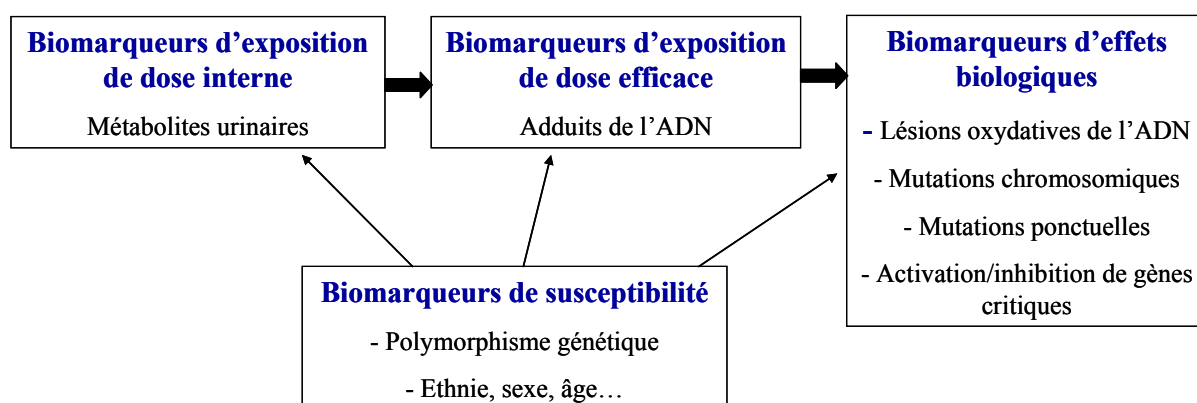 Biomarqueurs d’exposition
de dose interne
Métabolites urinaires
Biomarqueurs d’exposition
de dose efficace
Adduits de l’ADN
Biomarqueurs d’effets
biologiques
- Lésions oxydatives de l’ADN
- Mutations chromosomiques
- Mutations ponctuelles
- Activation/inhibition de gènes
critiques
Biomarqueurs de susceptibilité
- Polymorphisme génétique
- Ethnie, sexe, âge…